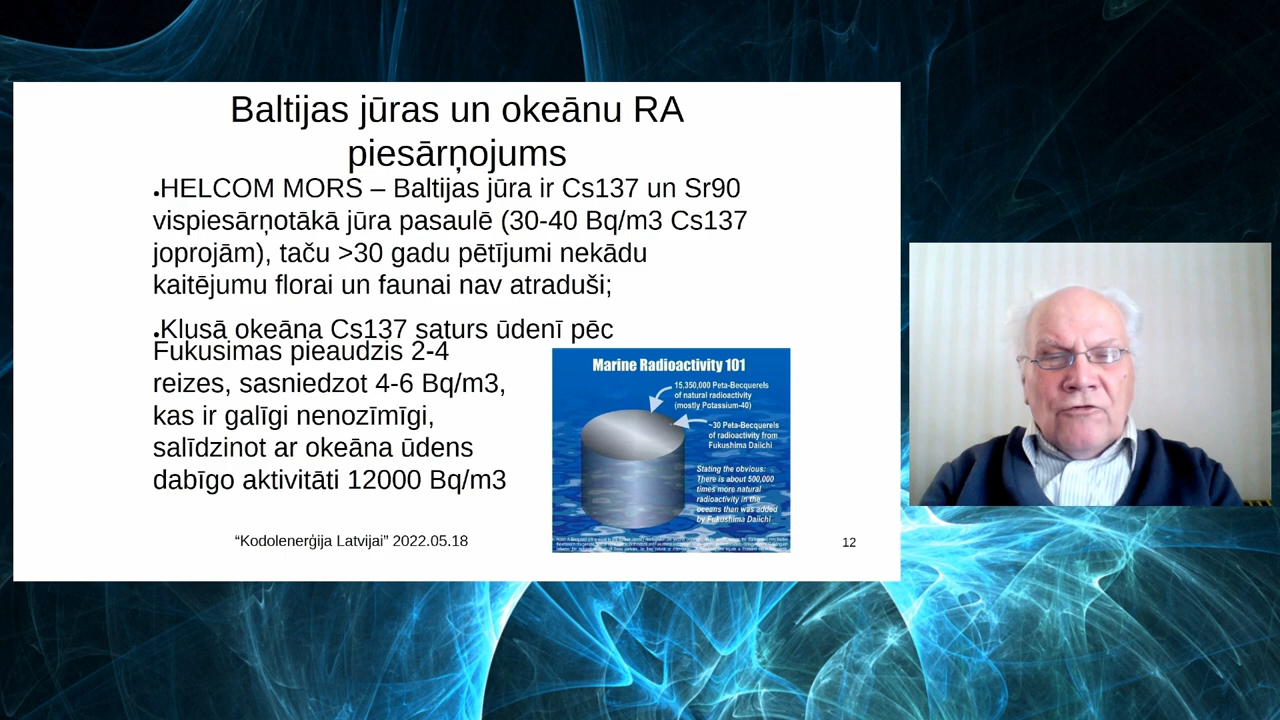 Baltijas jūras un okeānu RA
piesārņojums
•HELCOM MORS – Baltijas jūra ir Cs137 un Sr90
vispiesārņotākā jūra pasaulē (30-40 Bq/m3 Cs137
joprojām), taču >30 gadu pētījumi nekādu
kaitējumu florai un faunai nav atraduši;
•Klusā okeāna Cs137 saturs ūdenī pēc
Fukusimas pieaudzis 2-4
reizes, sasniedzot 4-6 Bq/m3,
kas ir galīgi nenozīmīgi,
salīdzinot ar okeāna ūdens
dabīgo aktivitāti 12000 Bq/m3
Marine Radioactivity 101
15,350,000 Peta-Becquerels
of natural radioactivity
(mostly Potassium-40)
~30 Peta-Becquerels
of radioactivity from
Fukushima Daiichi
Stating the obvious:
There is about 500,000
times more natural
radioactivity in the
oceans than was added
by Fukushima Daiichi
“Kodolenerģija Latvijai” 2022.05.18
12